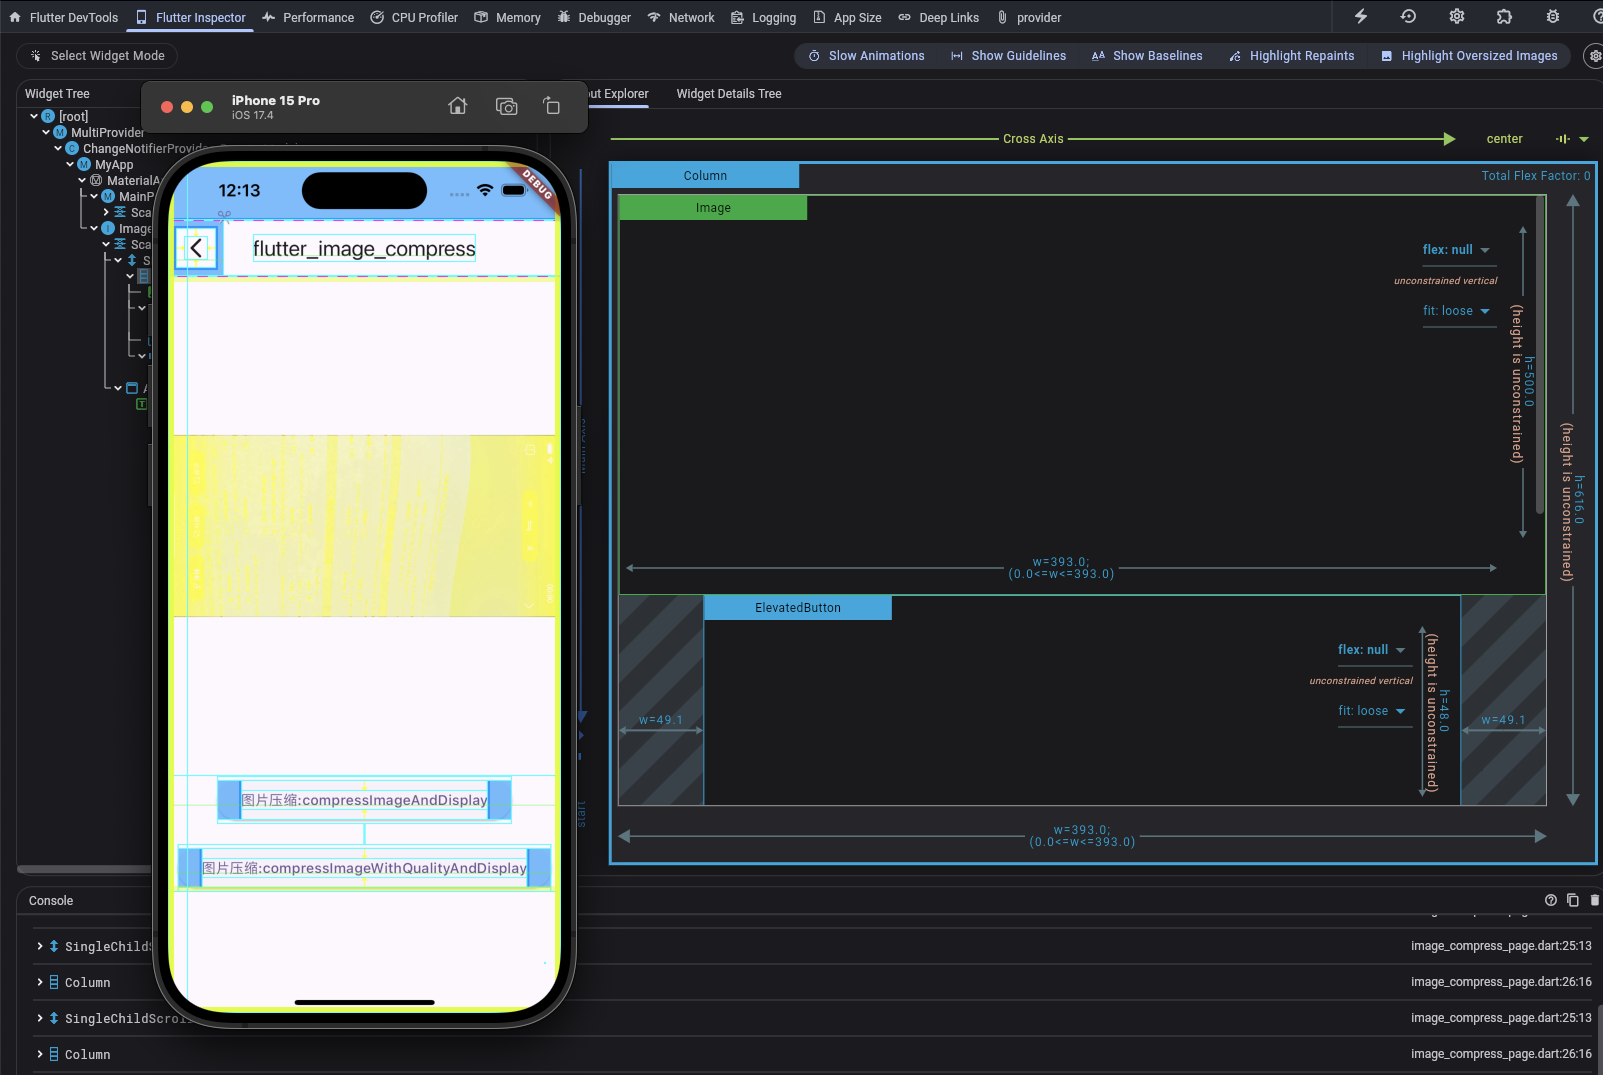 Flutter DevTools
Flutter Inspector
Performance
CPU Profiler
Memory
Debugger
Network
Logging
App Size
Deep Links
provider
Select Widget Mode
Slow Animations
Show Guidelines
Show Baselines
Highlight Repaints
Highlight Oversized Images
Widget Tree
[root]
MultiProvider
ChangeNotifierProvid
MyApp
MaterialA
MainP
Sca
Image
Sca
S
A
iPhone 15 Pro
iOS 17.4
12:13
DEBUG
flutter_image_compress
图片压缩:compressImageAndDisplay
图片压缩:compressImageWithQualityAndDisplay
out Explorer
Widget Details Tree
Cross Axis
center
Column
Total Flex Factor: 0
Image
flex: null
unconstrained vertical
fit: loose
h=500.0
(height is unconstrained)
w=393.0;
(0.0<=w<=393.0)
ElevatedButton
flex: null
unconstrained vertical
fit: loose
h=48.0
(height is unconstrained)
w=49.1
w=49.1
h=616.0
(height is unconstrained)
w=393.0;
(0.0<=w<=393.0)
start
Console
SingleChildS
image_compress_page.dart:25:13
Column
image_compress_page.dart:26:16
SingleChildScrol
image_compress_page.dart:25:13
Column
image_compress_page.dart:26:16